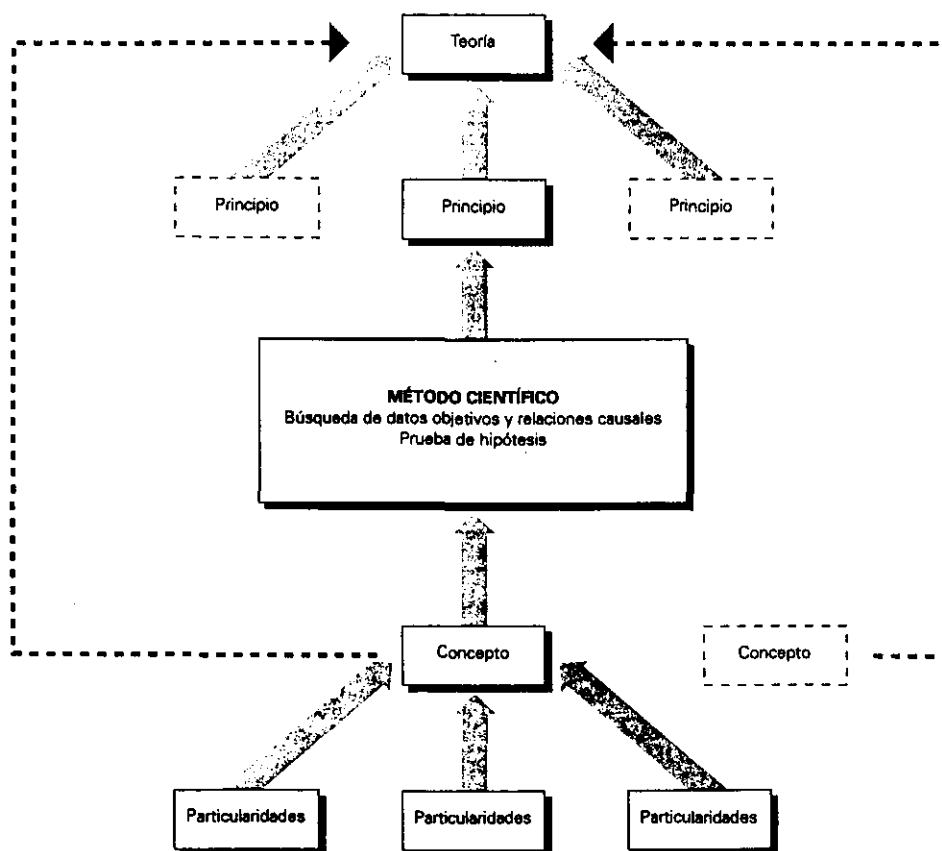 Teoría
Principio
Principio
Principio
MÉTODO CIENTÍFICO
Búsqueda de datos objetivos y relaciones causales
Prueba de hipótesis
Concepto
Concepto
Particularidades
Particularidades
Particularidades